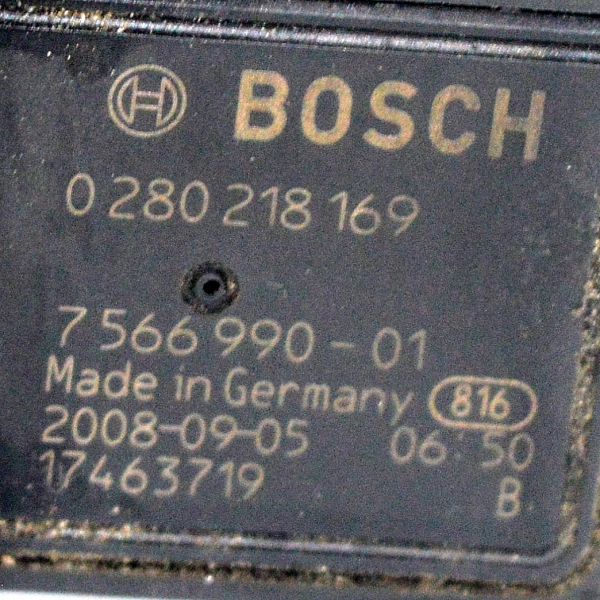 BOSCH
0 280 218 169
7 566 990-01
Made in Germany 816
2008-09-05 06:50
17463719 B